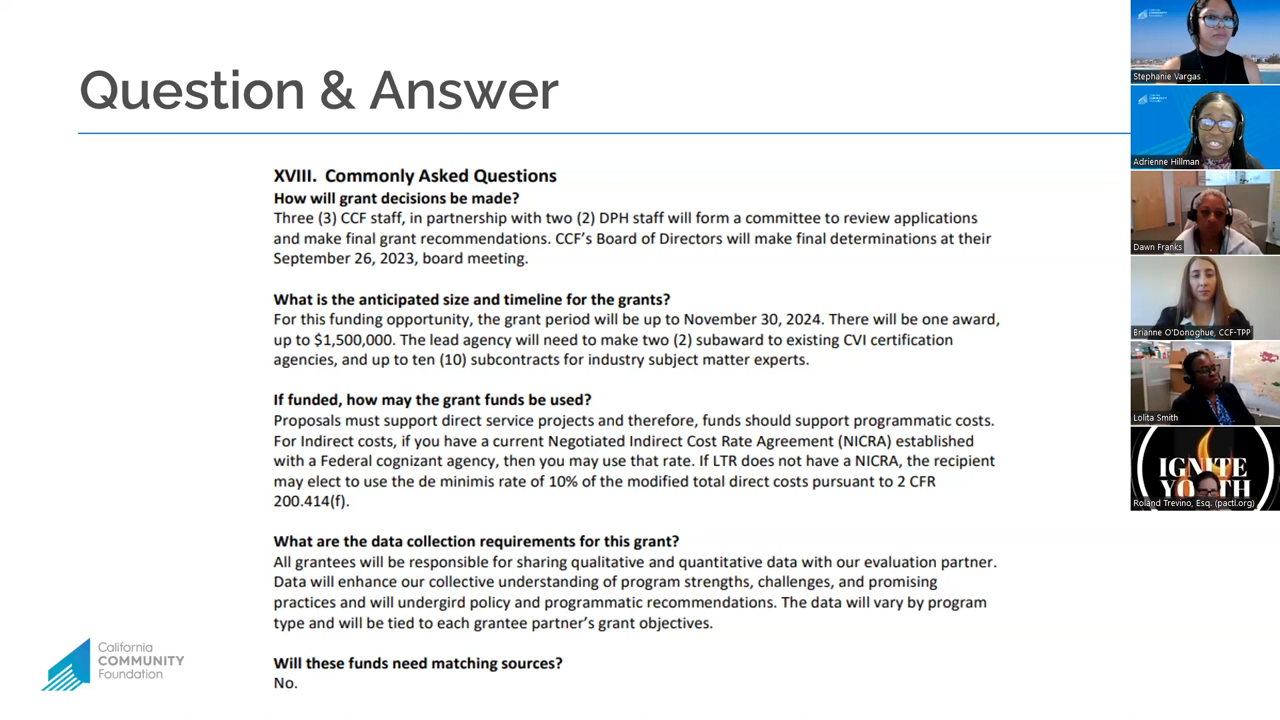 Question & Answer
XVIII. Commonly Asked Questions
How will grant decisions be made?
Three (3) CCF staff, in partnership with two (2) DPH staff will form a committee to review applications
and make final grant recommendations. CCF's Board of Directors will make final determinations at their
September 26, 2023, board meeting.
What is the anticipated size and timeline for the grants?
For this funding opportunity, the grant period will be up to November 30, 2024. There will be one award,
up to $1,500,000. The lead agency will need to make two (2) subaward to existing CVI certification
agencies, and up to ten (10) subcontracts for industry subject matter experts.
If funded, how may the grant funds be used?
Proposals must support direct service projects and therefore, funds should support programmatic costs.
For Indirect costs, if you have a current Negotiated Indirect Cost Rate Agreement (NICRA) established
with a Federal cognizant agency, then you may use that rate. If LTR does not have a NICRA, the recipient
may elect to use the de minimis rate of 10% of the modified total direct costs pursuant to 2 CFR
200.414(f).
What are the data collection requirements for this grant?
All grantees will be responsible for sharing qualitative and quantitative data with our evaluation partner.
Data will enhance our collective understanding of program strengths, challenges, and promising
practices and will undergird policy and programmatic recommendations. The data will vary by program
type and will be tied to each grantee partner's grant objectives.
Will these funds need matching sources?
No.
California
COMMUNITY
Foundation
California
COMMUNITY
Foundation
Stephanie Vargas
California
COMMUNITY
Foundation
Adrienne Hillman
Dawn Franks
Brianne O'Donoghue, CCF-TPP
Lolita Smith
IGNITE
Roland Trevino, Esq. (pactl.org)